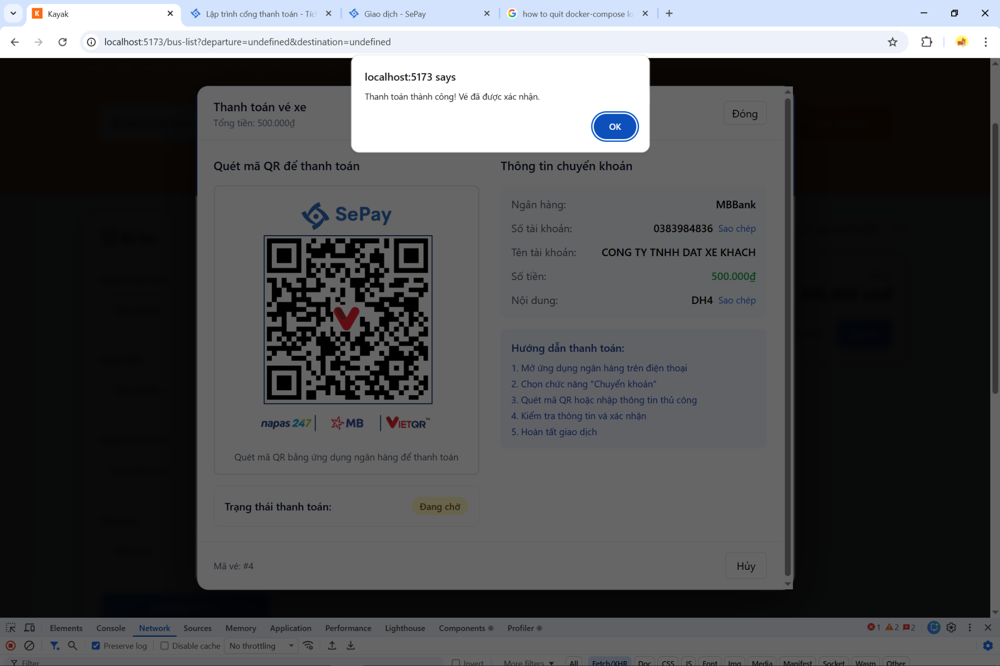 Kayak
Lập trình cổng thanh toán - Tíc
Giao dịch - SePay
how to quit docker-compose lo
localhost:5173/bus-list?departure=undefined&destination=undefined
localhost:5173 says
Thanh toán thành công! Vé đã được xác nhận.
OK
Thanh toán vé xe
Tổng tiền: 500.000₫
Đóng
Quét mã QR để thanh toán
SePay
napas 247
MB
VIETQR™
Quét mã QR bằng ứng dụng ngân hàng để thanh toán
Trạng thái thanh toán:
Đang chờ
Thông tin chuyển khoản
Ngân hàng: MBBank
Số tài khoản: 0383984836 Sao chép
Tên tài khoản: CONG TY TNHH DAT XE KHACH
Số tiền: 500.000₫
Nội dung: DH4 Sao chép
Hướng dẫn thanh toán:
1. Mở ứng dụng ngân hàng trên điện thoại
2. Chọn chức năng "Chuyển khoản"
3. Quét mã QR hoặc nhập thông tin thủ công
4. Kiểm tra thông tin và xác nhận
5. Hoàn tất giao dịch
Mã vé: #4
Hủy
Elements Console Network Sources Memory Application Performance Lighthouse Components Profiler 1 2 2
Preserve log Disable cache No throttling
Filter Invert More filters All Fetch/XHR Doc CSS JS Font Img Media Manifest Socket Wasm Other